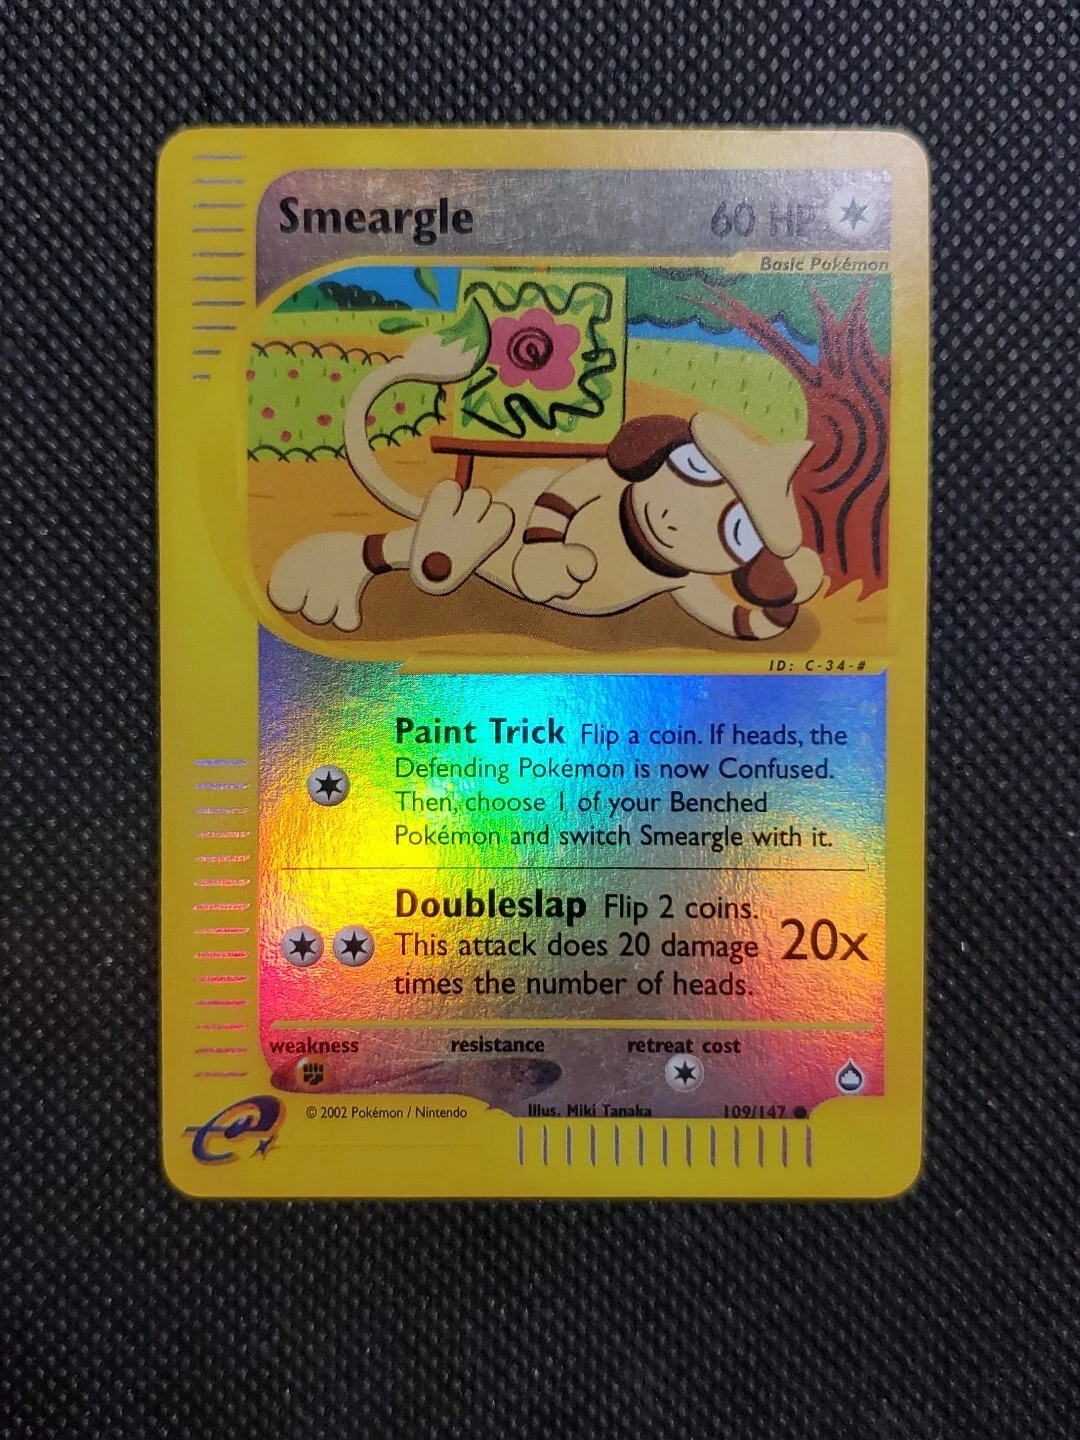 Smeargle 60 HP
Basic Pokémon
ID: C-34-#
Paint Trick Flip a coin. If heads, the
Defending Pokémon is now Confused.
Then, choose 1 of your Benched
Pokémon and switch Smeargle with it.
Doubleslap Flip 2 coins.
This attack does 20 damage 20x
times the number of heads.
weakness resistance retreat cost
© 2002 Pokémon / Nintendo Illus. Miki Tanaka 109/147
e